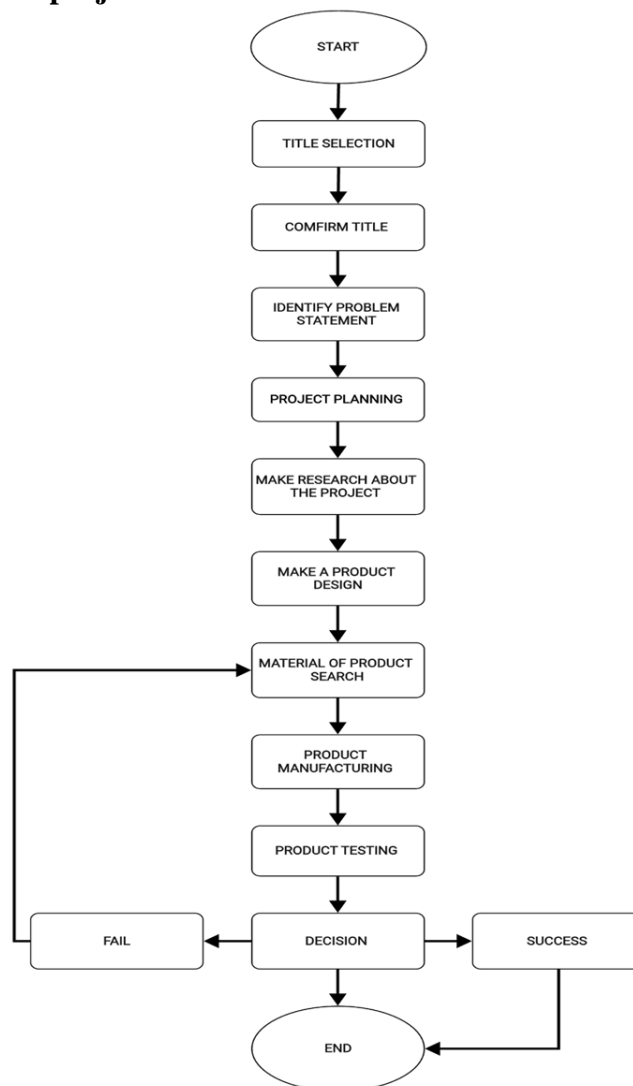 START
TITLE SELECTION
COMFIRM TITLE
IDENTIFY PROBLEM
STATEMENT
PROJECT PLANNING
MAKE RESEARCH ABOUT
THE PROJECT
MAKE A PRODUCT
DESIGN
MATERIAL OF PRODUCT
SEARCH
PRODUCT
MANUFACTURING
PRODUCT TESTING
FAIL
DECISION
SUCCESS
END